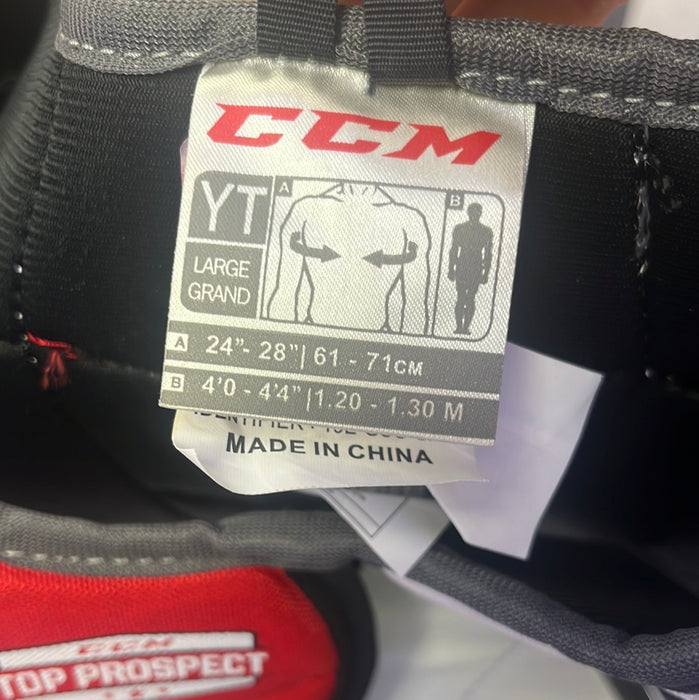 CCM
YT
A
B
LARGE
GRAND
A 24"- 28" | 61 - 71CM
B 4'0 - 4'4" | 1.20 - 1.30 M
MADE IN CHINA
CCM
TOP PROSPECT